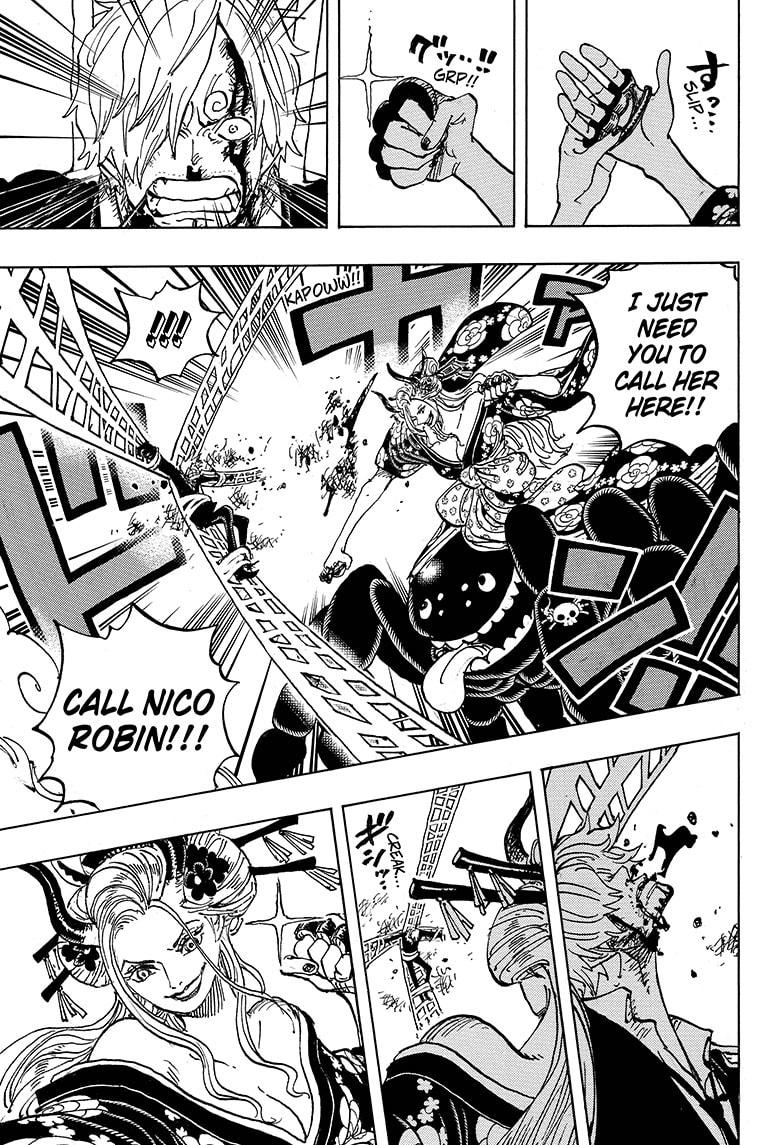 すっ…
SLIP...
グッ…!!
GRP!!
I JUST
NEED
YOU TO
CALL HER
HERE!!
KAPOWW!!
!!!
CALL NICO
ROBIN!!!
ギシッ…
CREAK...